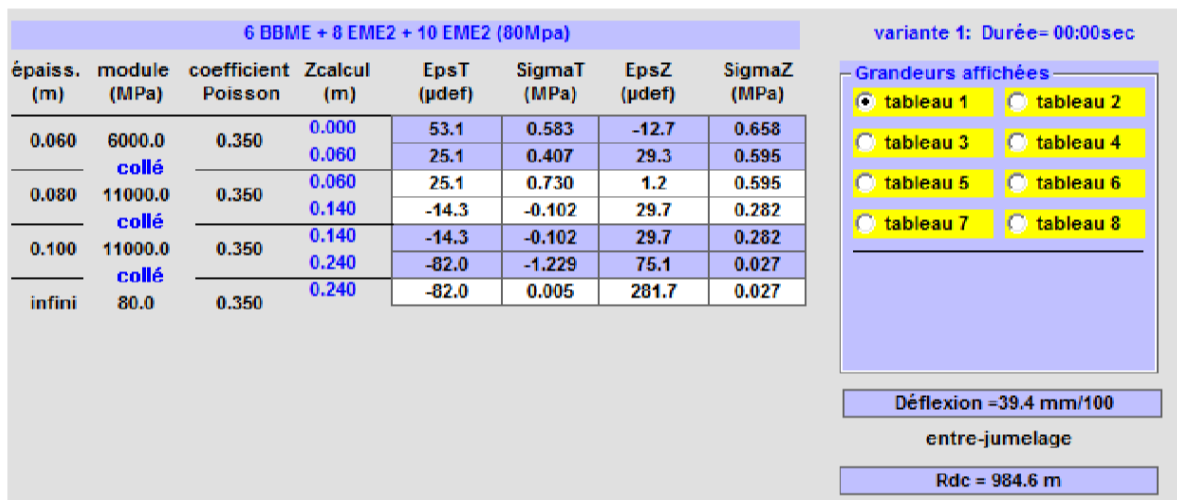 6 BBME + 8 EME2 + 10 EME2 (80Mpa)
variante 1: Durée= 00:00sec
épaiss. module coefficient Zcalcul EpsT SigmaT EpsZ SigmaZ
(m) (MPa) Poisson (m) (µdef) (MPa) (µdef) (MPa)
0.060 6000.0 0.350 0.000 53.1 0.583 -12.7 0.658
collé 0.060 25.1 0.407 29.3 0.595
0.080 11000.0 0.350 0.060 25.1 0.730 1.2 0.595
collé 0.140 -14.3 -0.102 29.7 0.282
0.100 11000.0 0.350 0.140 -14.3 -0.102 29.7 0.282
collé 0.240 -82.0 -1.229 75.1 0.027
infini 80.0 0.350 0.240 -82.0 0.005 281.7 0.027
Grandeurs affichées
tableau 1 tableau 2
tableau 3 tableau 4
tableau 5 tableau 6
tableau 7 tableau 8
Déflexion =39.4 mm/100
entre-jumelage
Rdc = 984.6 m